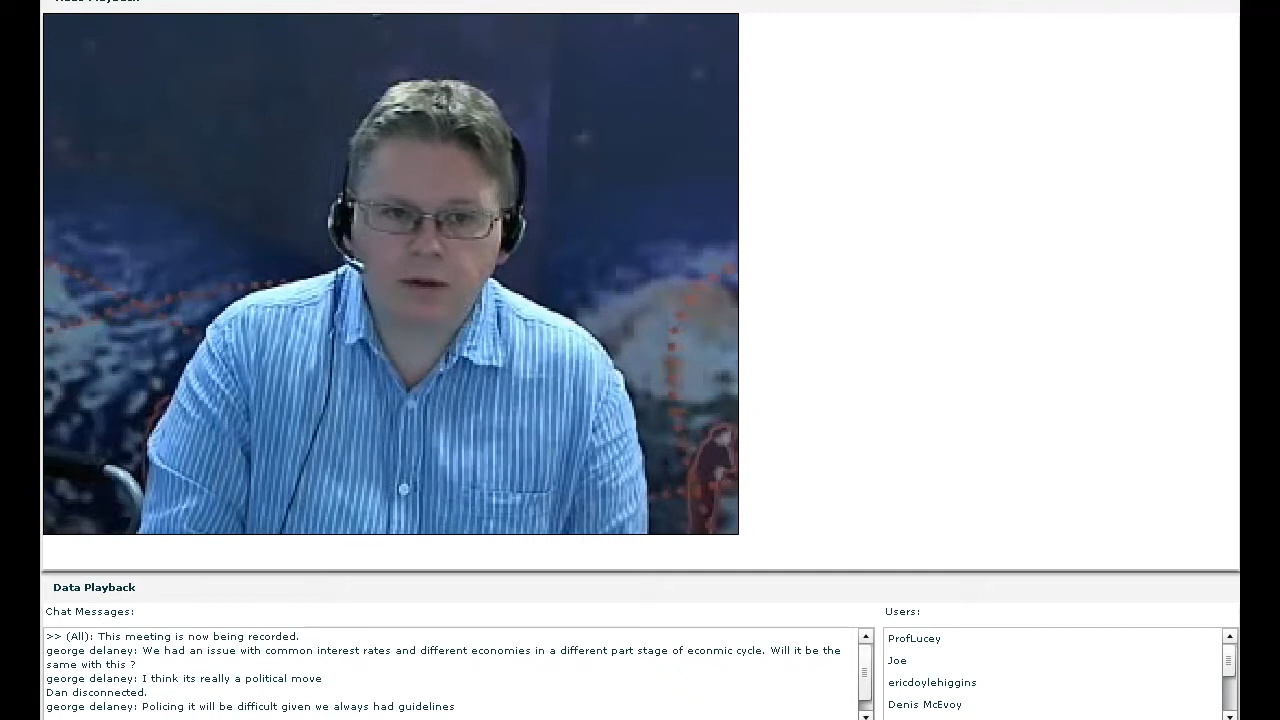 Data Playback
Chat Messages:
Users:
>> (All): This meeting is now being recorded.
george delaney: We had an issue with common interest rates and different economies in a different part stage of econmic cycle. Will it be the
same with this ?
george delaney: I think its really a political move
Dan disconnected.
george delaney: Policing it will be difficult given we always had guidelines
ProfLucey
Joe
ericdoylehiggins
Denis McEvoy